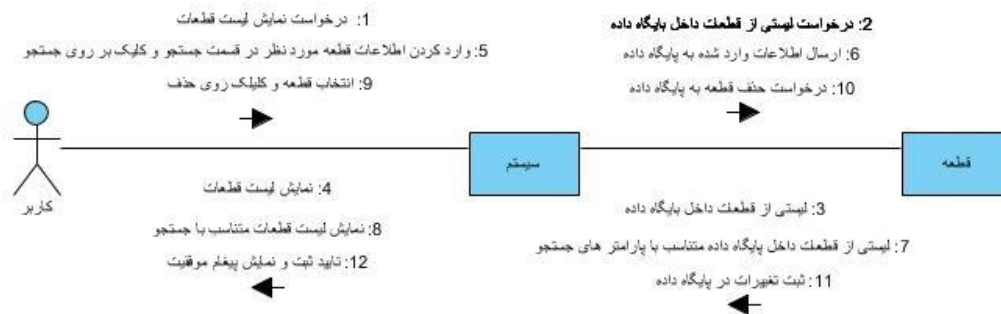 1: درخواست نمایش لیست قطعات
5: وارد کردن اطلاعات قطعه مورد نظر در قسمت جستجو و کلیک بر روی جستجو
9: انتخاب قطعه و کلیلک روی حذف
2: درخواست لیستی از قطعات داخل بایگاه داده
6: ارسال اطلاعات وارد شده به پایگاه داده
10: درخواست حذف قطعه به پایگاه داده
کاربر
سیستم
قطعه
4: نمایش لیست قطعات
8: نمایش لیست قطعات متناسب با جستجو
12: تایید ثبت و نمایش پیغام موفقیت
3: لیستی از قطعات داخل بایگاه داده
7: لیستی از قطعات داخل پایگاه داده متناسب با پارامتر های جستجو
11: ثبت تغییرات در پایگاه داده